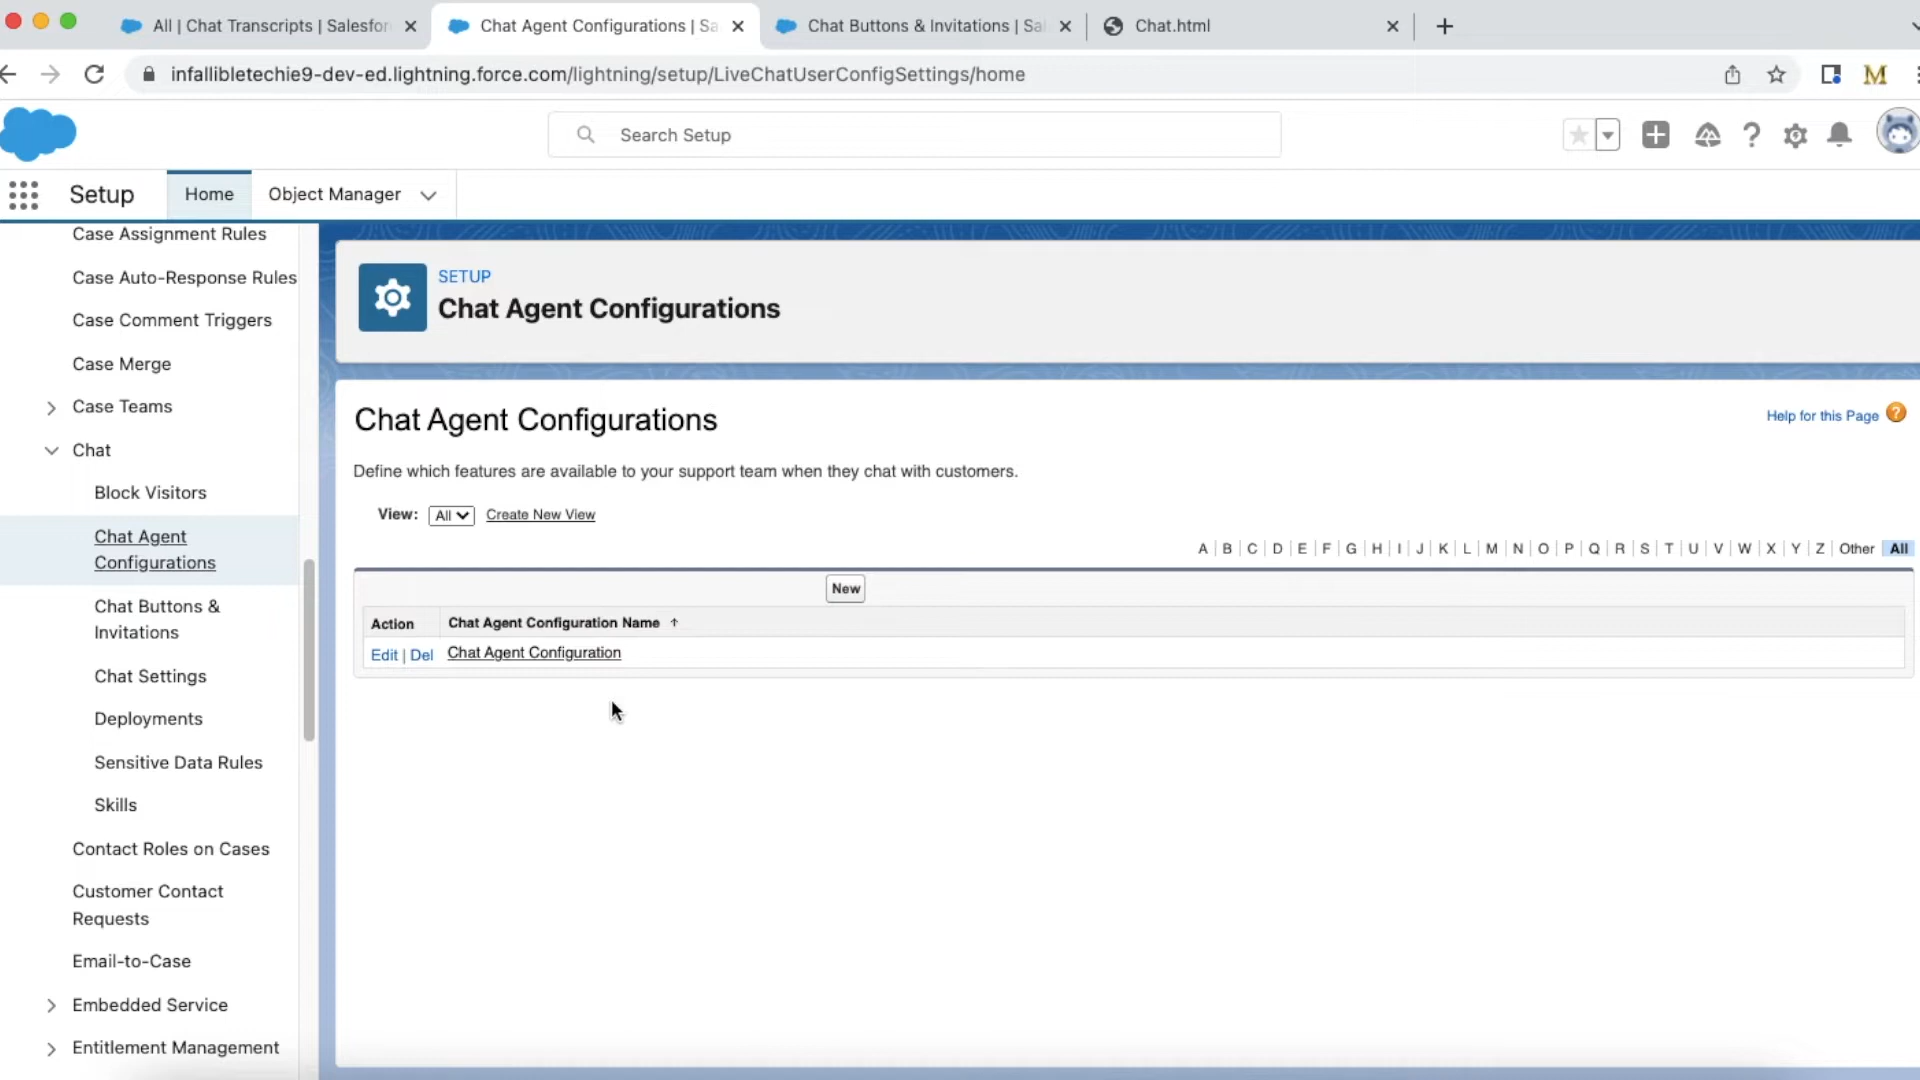 All | Chat Transcripts | Salesfor
Chat Agent Configurations | Sa
Chat Buttons & Invitations | Sal
Chat.html
infallibletechie9-dev-ed.lightning.force.com/lightning/setup/LiveChatUserConfigSettings/home
M
Search Setup
Setup
Home
Object Manager
Case Assignment Rules
Case Auto-Response Rules
Case Comment Triggers
Case Merge
Case Teams
Chat
Block Visitors
Chat Agent
Configurations
Chat Buttons &
Invitations
Chat Settings
Deployments
Sensitive Data Rules
Skills
Contact Roles on Cases
Customer Contact
Requests
Email-to-Case
Embedded Service
Entitlement Management
SETUP
Chat Agent Configurations
Chat Agent Configurations
Help for this Page ?
Define which features are available to your support team when they chat with customers.
View: All Create New View
A | B | C | D | E | F | G | H | I | J | K | L | M | N | O | P | Q | R | S | T | U | V | W | X | Y | Z | Other | All
New
Action Chat Agent Configuration Name ↑
Edit | Del Chat Agent Configuration